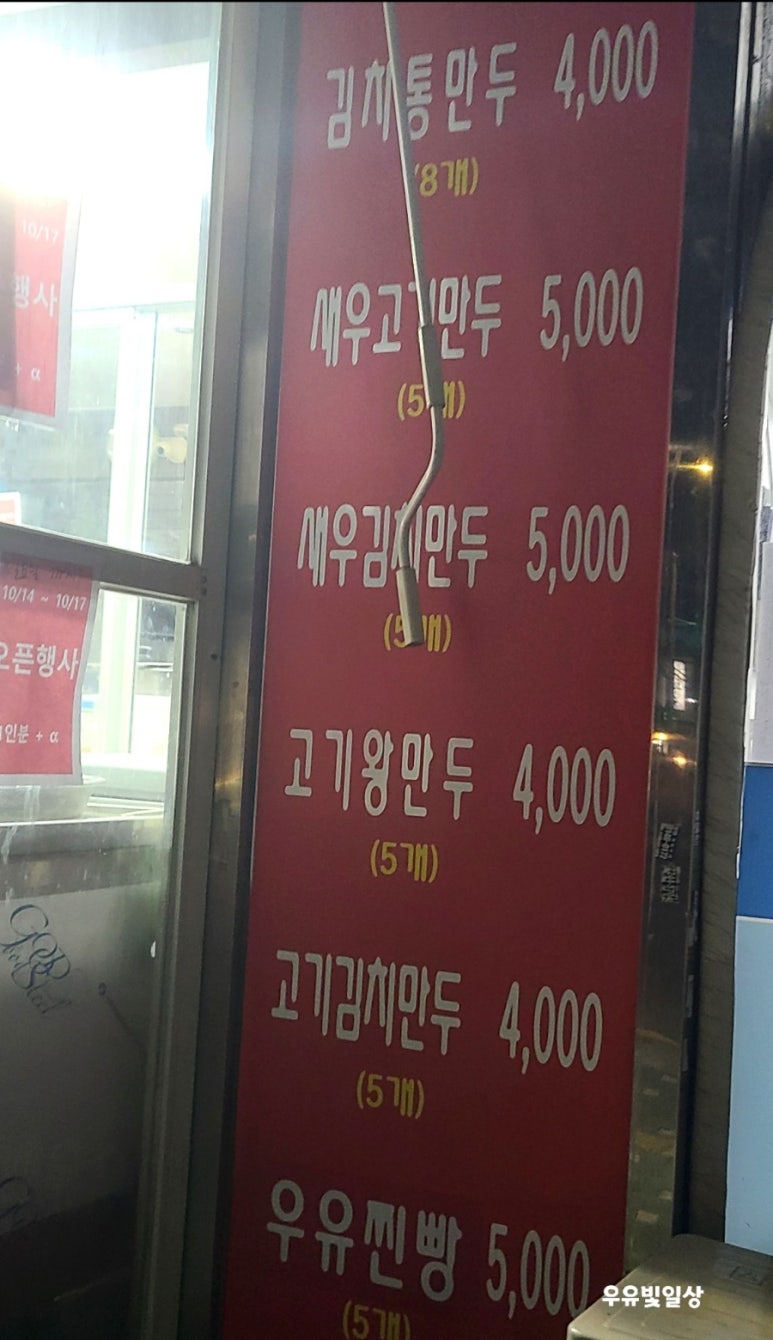 김치통만두 4,000
(8개)
새우고기만두 5,000
(5개)
새우김치만두 5,000
(5개)
고기왕만두 4,000
(5개)
고기김치만두 4,000
(5개)
우유찐빵 5,000
(5개)
10/17
행사
+ α
10/14 ~ 10/17
오픈행사
1인분 + α
우유빛일상